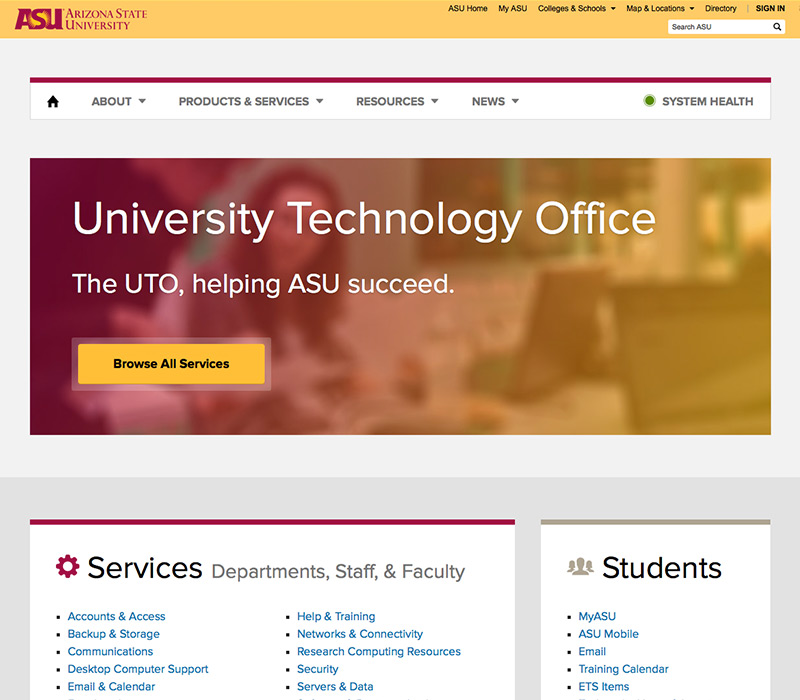 ASU ARIZONA STATE
UNIVERSITY
ASU Home My ASU Colleges & Schools Map & Locations Directory SIGN IN
Search ASU
ABOUT PRODUCTS & SERVICES RESOURCES NEWS SYSTEM HEALTH
University Technology Office
The UTO, helping ASU succeed.
Browse All Services
Services Departments, Staff, & Faculty
Accounts & Access
Backup & Storage
Communications
Desktop Computer Support
Email & Calendar
Help & Training
Networks & Connectivity
Research Computing Resources
Security
Servers & Data
Students
MyASU
ASU Mobile
Email
Training Calendar
ETS Items